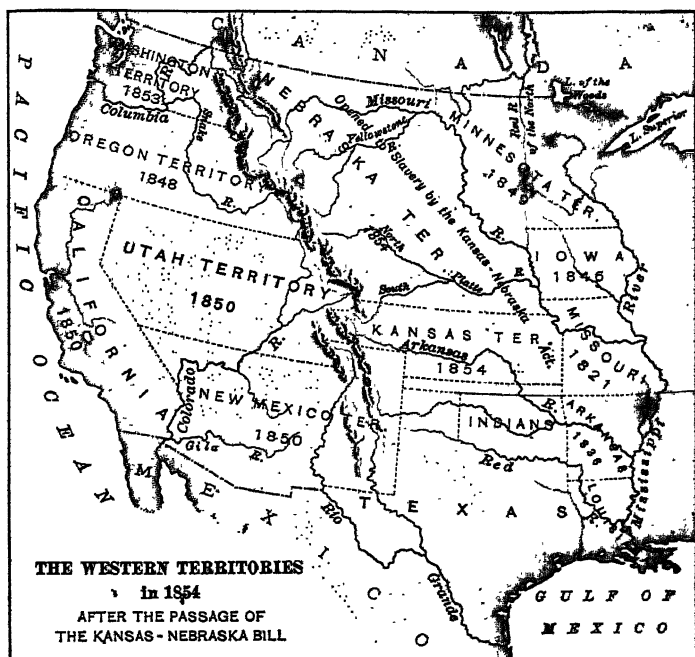 C A N A D A
PACIFIC OCEAN
WASHINGTON
TERRITORY
1853
R.
Columbia
Snake
R.
OREGON TERRITORY
1848
NEBRASKA TER.
1854
Opened to Slavery by the Kansas-Nebraska Act.
Missouri
R.
Yellowstone
R.
MINNESOTA TER.
Red R.
of the North
L. of the
Woods
L. Superior
CALIFORNIA
1850
UTAH TERRITORY
1850
North
South
Platte
R.
IOWA
1846
River
KANSAS TER.
Arkansas
1854
R.
MISSOURI
1821
Colorado
R.
NEW MEXICO TER.
1850
Gila
R.
INDIANS
ARKANSAS
1836
Red
R.
Mississippi
M E X I C O
T E X A S
Rio
Grande
THE WESTERN TERRITORIES
in 1854
AFTER THE PASSAGE OF
THE KANSAS-NEBRASKA BILL
GULF OF
MEXICO